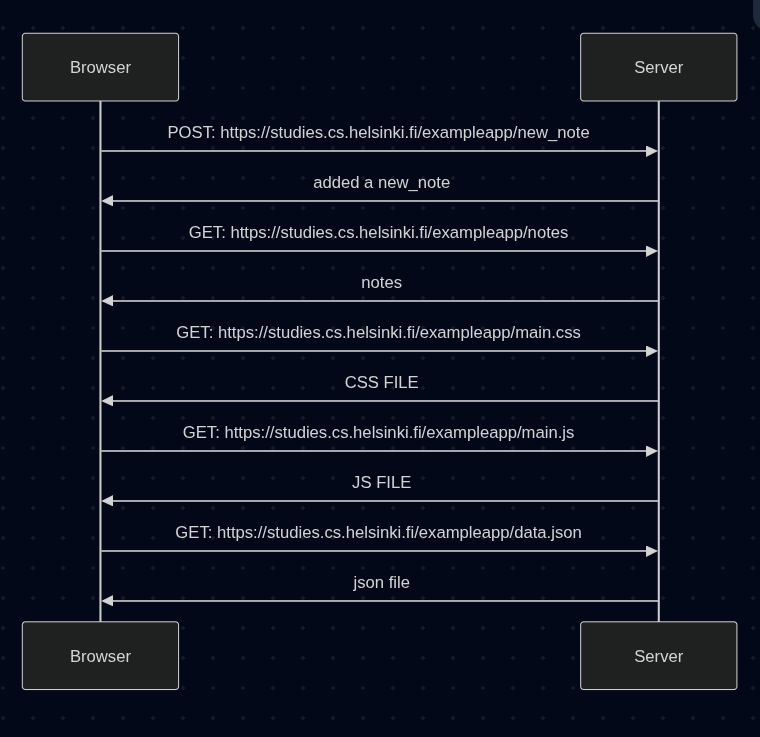 Browser
Server
POST: https://studies.cs.helsinki.fi/exampleapp/new_note
added a new_note
GET: https://studies.cs.helsinki.fi/exampleapp/notes
notes
GET: https://studies.cs.helsinki.fi/exampleapp/main.css
CSS FILE
GET: https://studies.cs.helsinki.fi/exampleapp/main.js
JS FILE
GET: https://studies.cs.helsinki.fi/exampleapp/data.json
json file
Browser
Server